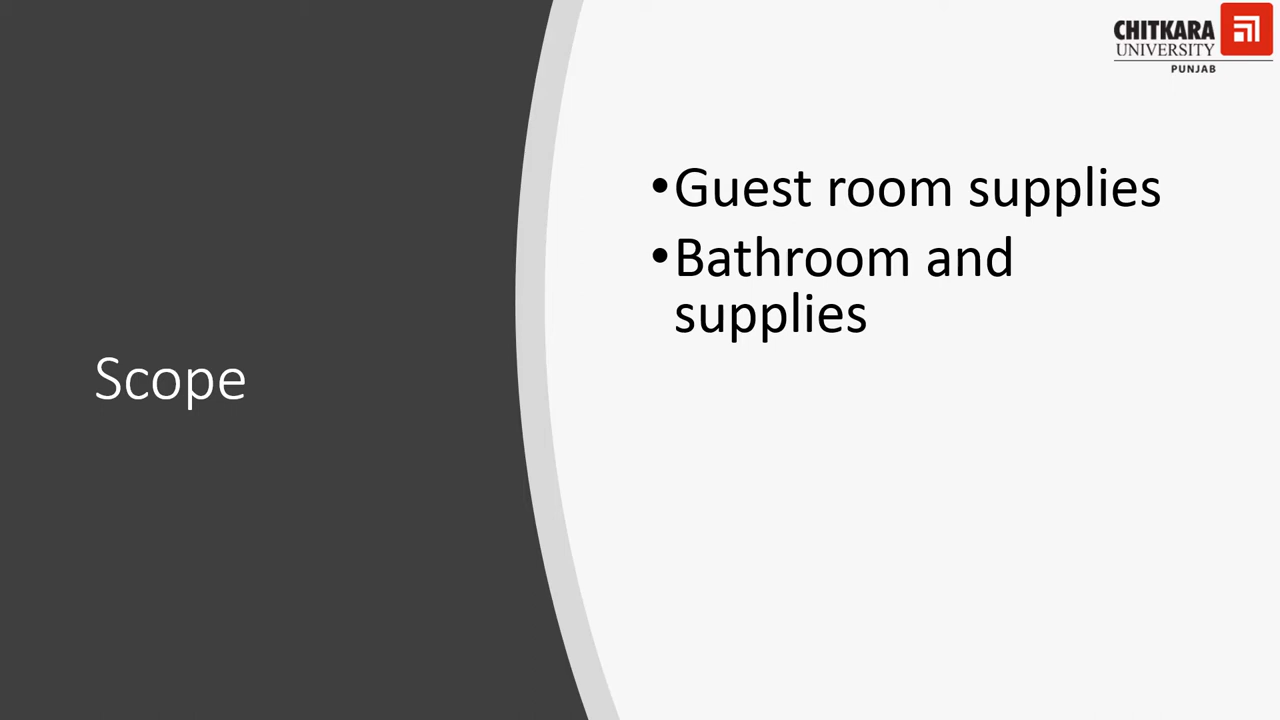 CHITKARA
UNIVERSITY
PUNJAB
Scope
•Guest room supplies
•Bathroom and
supplies